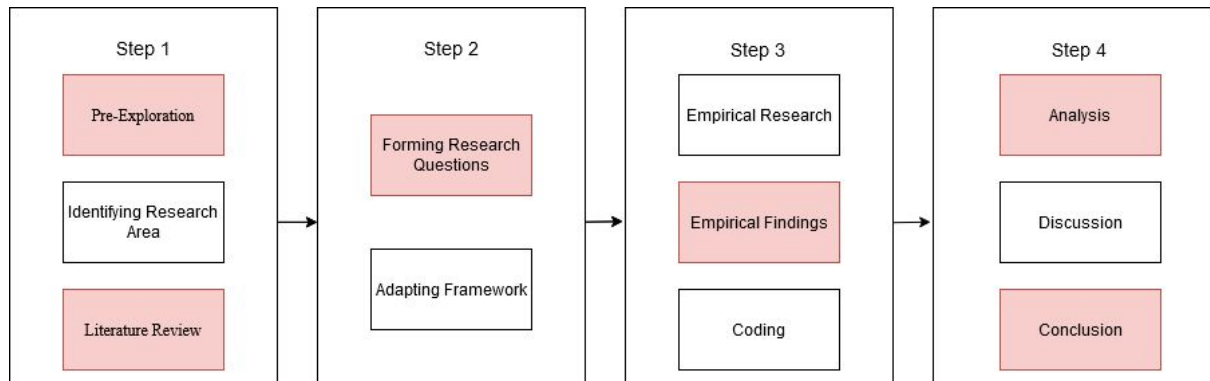 Step 1
Pre-Exploration
Identifying Research
Area
Literature Review
Step 2
Forming Research
Questions
Adapting Framework
Step 3
Empirical Research
Empirical Findings
Coding
Step 4
Analysis
Discussion
Conclusion